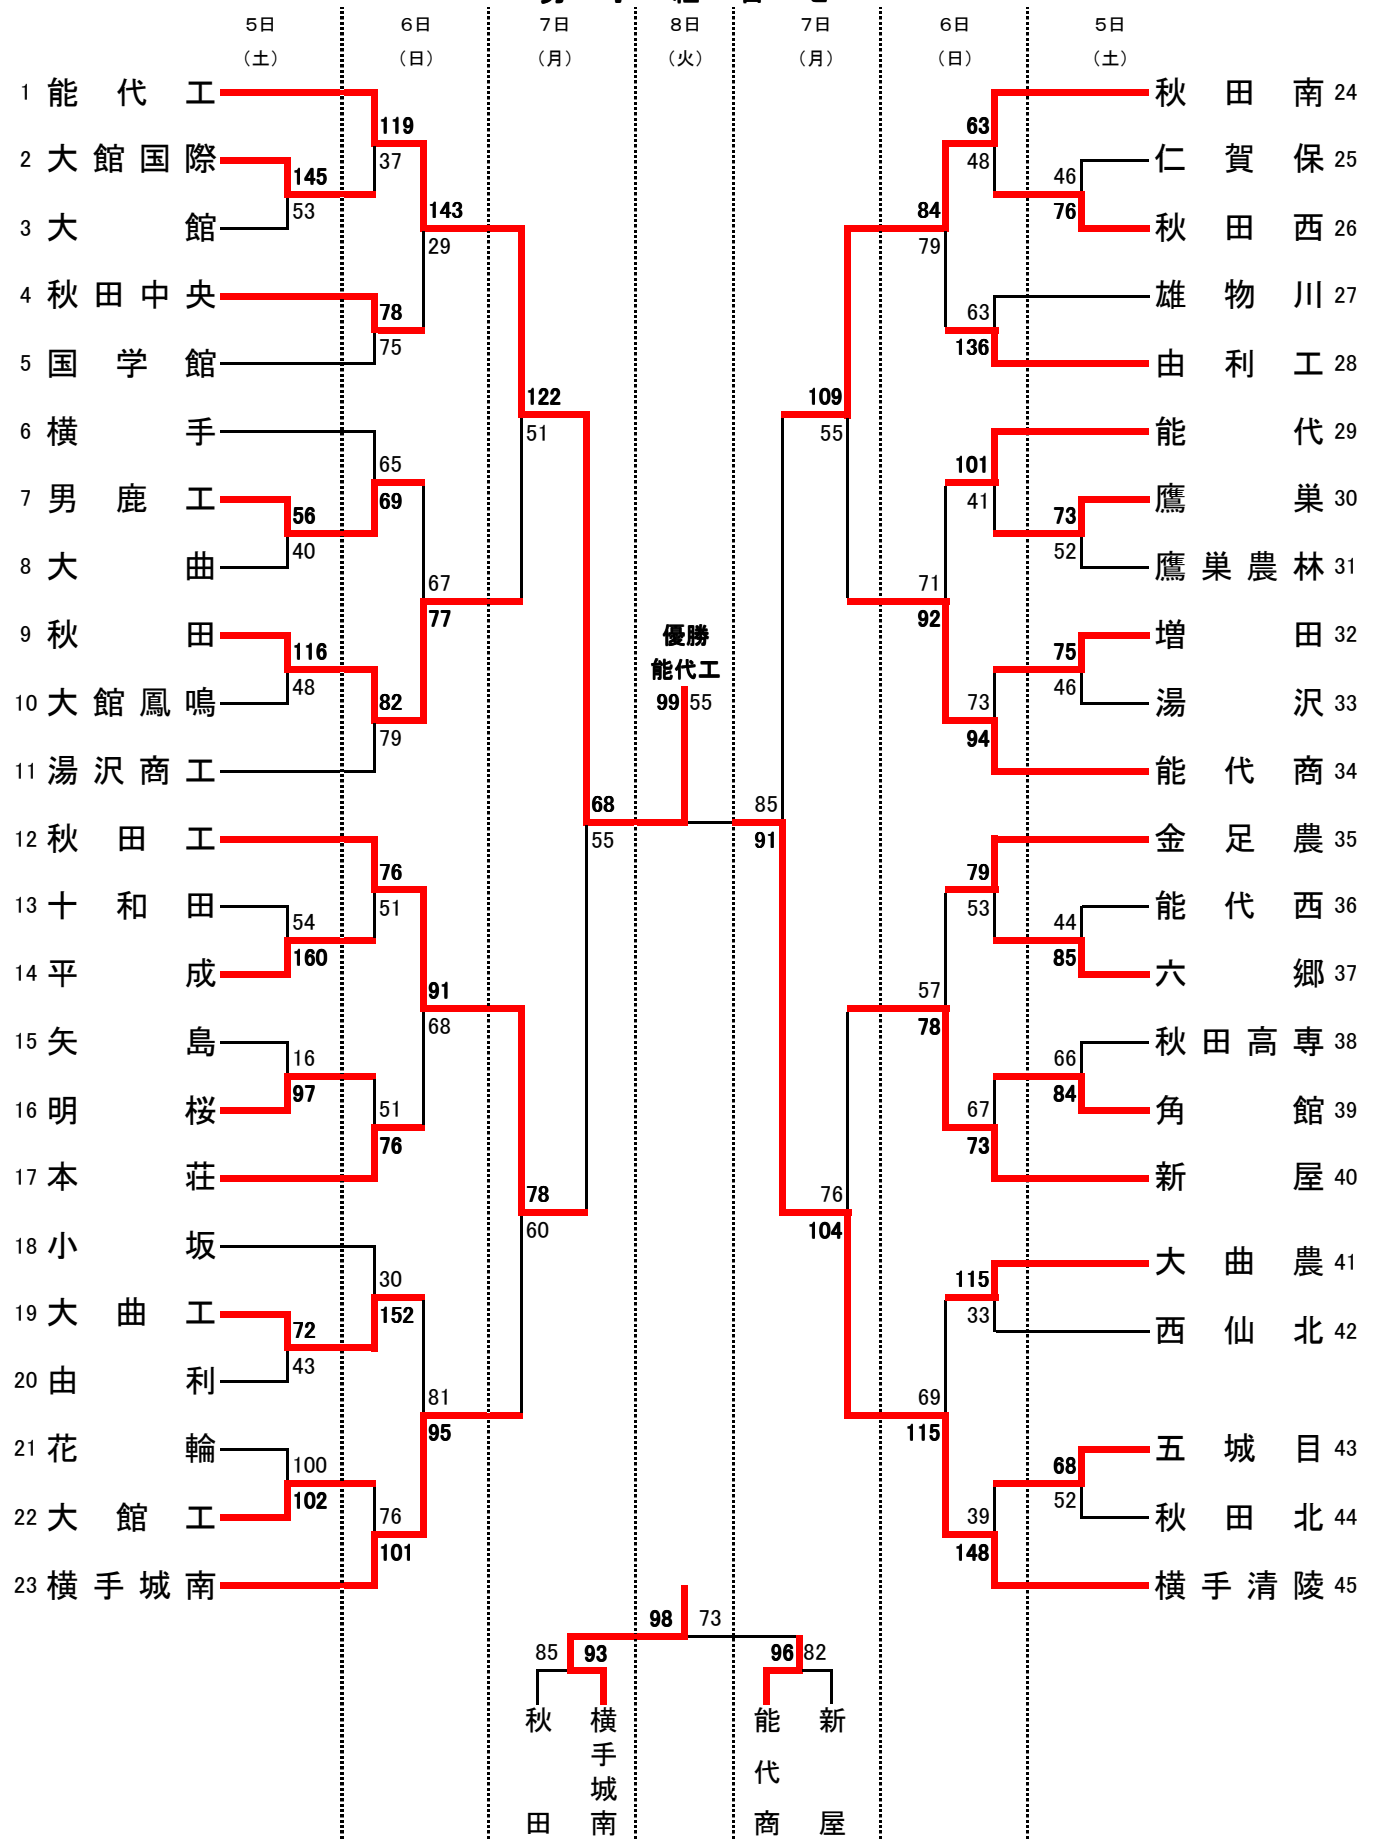 5日 6日 7日 8日 7日 6日 5日
（土） （日） （月） （火） （月） （日） （土）
1 能代工 秋田南 24
119 63
2 大館国際 37 48 仁賀保 25
145 46
53 143 84 76
3 大館 29 79 秋田西 26
4 秋田中央 雄物川 27
78 63
75 136
5 国学館 由利工 28
122 109
6 横手 51 55 能代 29
65 101
7 男鹿工 69 41 鷹巣 30
56 73
40 52
8 大曲 鷹巣農林 31
67 71
77 92
9 秋田 優勝 増田 32
116 能代工 75
48 46
10 大館鳳鳴 82 99 55 73 湯沢 33
79 94
11 湯沢商工 能代商 34
68 85
12 秋田工 55 91 金足農 35
76 79
13 十和田 51 53 能代西 36
54 44
160 85
14 平成 六郷 37
91 57
68 78
15 矢島 秋田高専 38
16 66
97 84
16 明桜 51 67 角館 39
76 73
17 本荘 新屋 40
78 76
60 104
18 小坂 大曲農 41
30 115
19 大曲工 152 33 西仙北 42
72
43
20 由利
81 69
95 115
21 花輪 五城目 43
100 68
102 52
22 大館工 76 39 秋田北 44
101 148
23 横手城南 横手清陵 45
98 73
85 93 96 82
秋田 横手城南 能代商 新屋